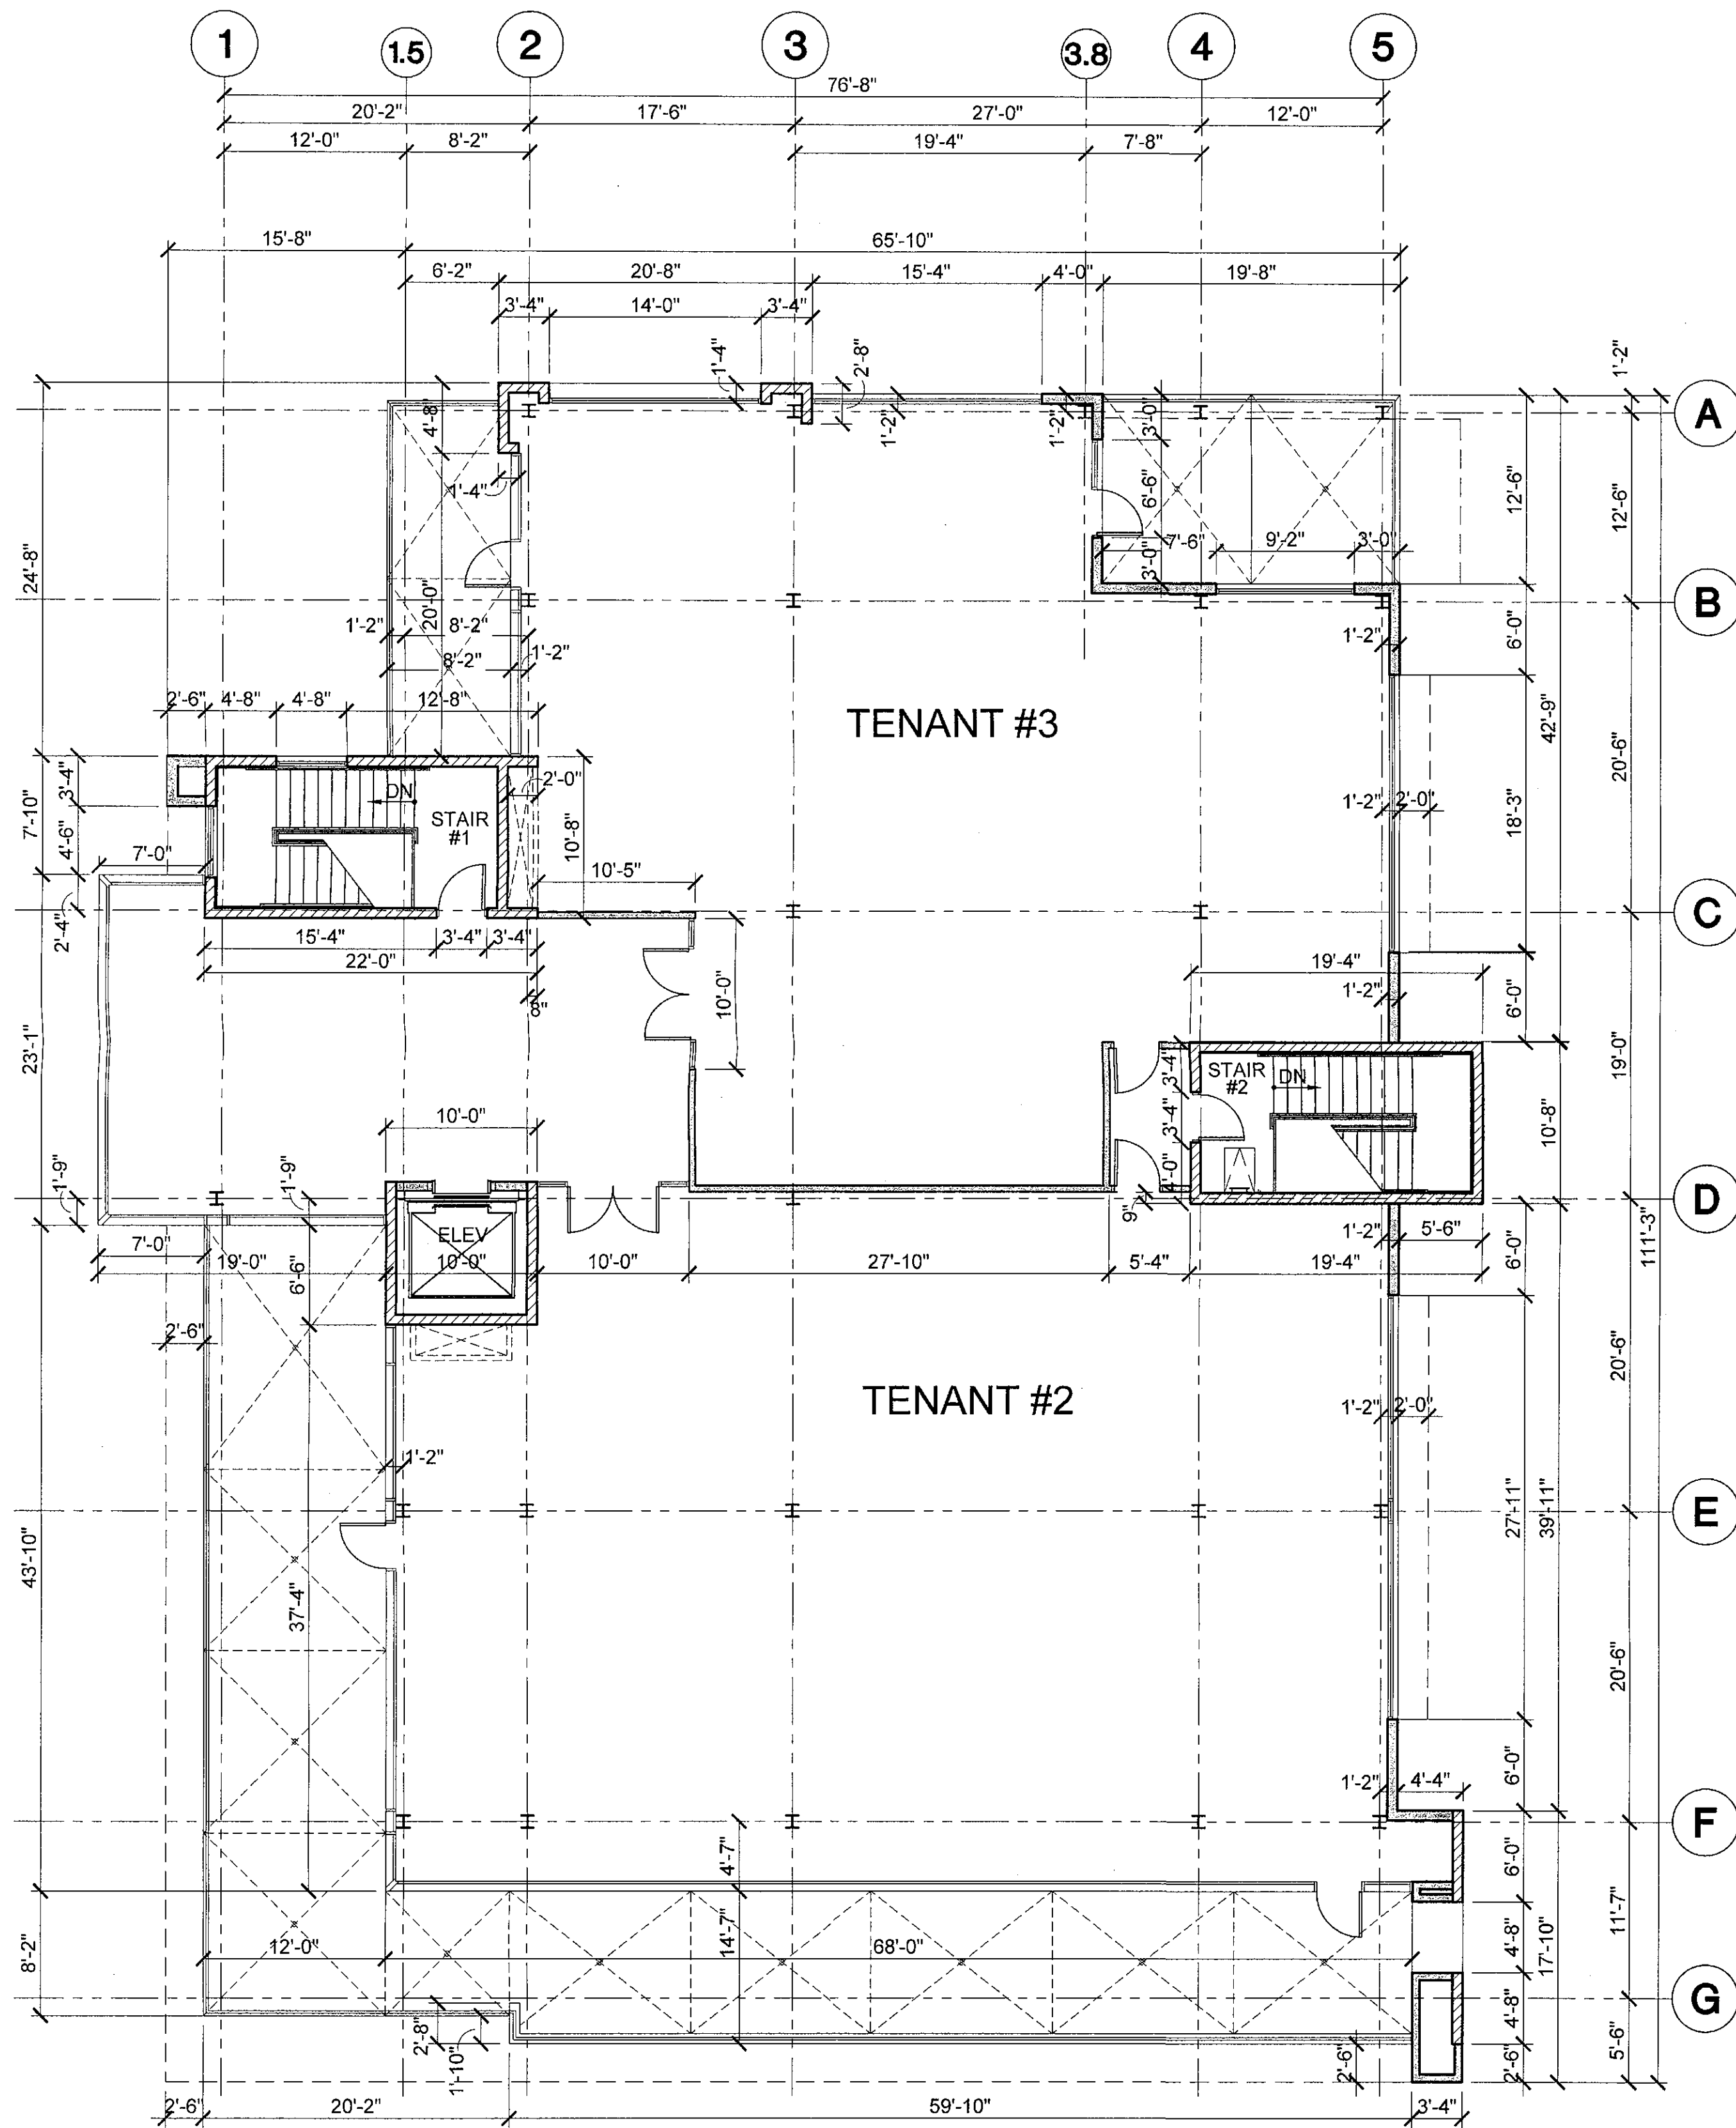 1 1.5 2 3 3.8 4 5
76'-8"
20'-2" 17'-6" 27'-0" 12'-0"
12'-0" 8'-2" 19'-4" 7'-8"
15'-8" 65'-10"
6'-2" 20'-8" 15'-4" 4'-0" 19'-8"
3'-4" 14'-0" 3'-4"
1'-4" 2'-8" 1'-2"
4'-8" 1'-2" 1'-2" 3'-0" A
1'-4" 6'-6" 12'-6" 12'-6"
7'-6" 9'-2" 3'-0"
24'-8" 20'-0" 3'-0" B
1'-2" 8'-2" 1'-2" 6'-0"
8'-2" 1'-2"
2'-6" 4'-8" 4'-8" 12'-8" TENANT #3 42'-9"
3'-4" DN 2'-0" 20'-6"
7'-10" STAIR 1'-2" 2'-0" 18'-3"
#1
4'-6" 10'-8"
7'-0" 10'-5"
2'-4" C
15'-4" 3'-4" 3'-4"
22'-0" 19'-4"
8" 10'-0" 1'-2" 6'-0"
23'-1" 19'-0"
3'-4" STAIR DN
#2
10'-0" 3'-4" 10'-8"
1'-9" 1'-9" 4'-0" D
9" 111'-3"
ELEV 1'-2" 5'-6" 6'-0"
7'-0"
19'-0" 10'-0" 10'-0" 27'-10" 5'-4" 19'-4"
6'-6"
2'-6" 20'-6"
TENANT #2 1'-2" 2'-0"
1'-2"
E
27'-11" 39'-11"
43'-10" 37'-4"
20'-6"
1'-2" 4'-4" 6'-0"
F
4'-7" 6'-0"
12'-0" 14'-7" 68'-0" 4'-8" 11'-7"
8'-2" 17'-10"
G
2'-8" 4'-8"
1'-10" 2'-6" 2'-6" 5'-6"
2'-6" 20'-2" 59'-10" 3'-4"